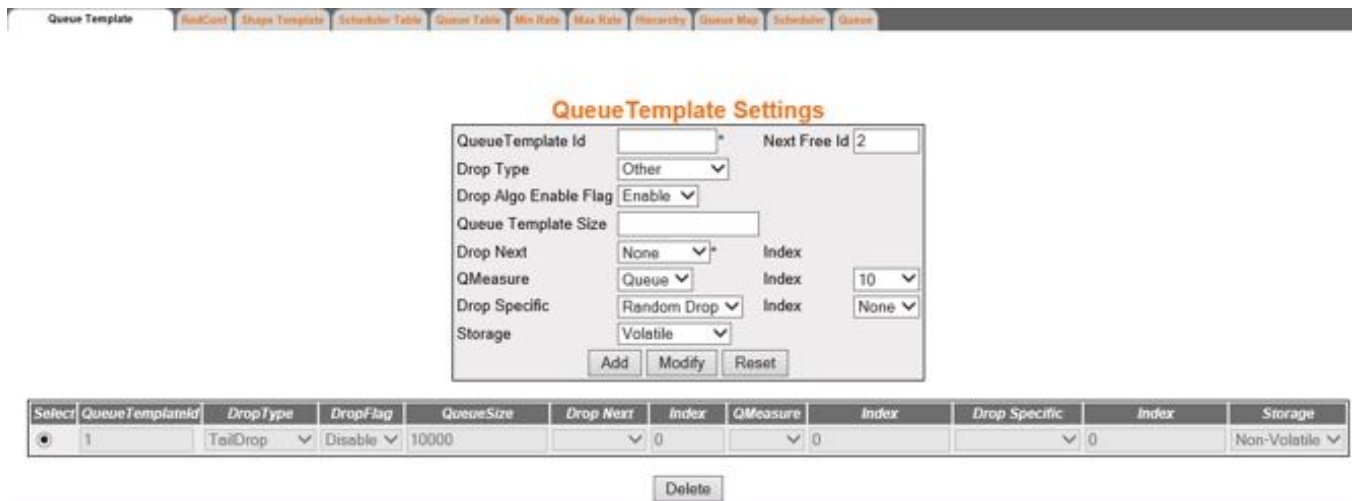 Queue Template RedConf Shape Template Scheduler Table Queue Table Min Rate Max Rate Hierarchy Queue Map Scheduler Queue
QueueTemplate Settings
QueueTemplate Id * Next Free Id 2
Drop Type Other
Drop Algo Enable Flag Enable
Queue Template Size
Drop Next None * Index
QMeasure Queue Index 10
Drop Specific Random Drop Index None
Storage Volatile
Add Modify Reset
Select QueueTemplateId DropType DropFlag QueueSize Drop Next Index QMeasure Index Drop Specific Index Storage
1 TailDrop Disable 10000 0 0 0 Non-Volatile
Delete